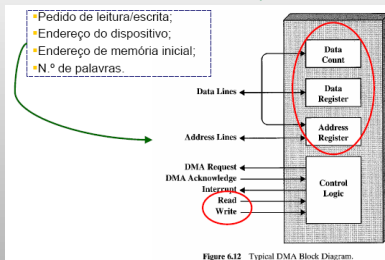 ▪Pedido de leitura/escrita;
▪Endereço do dispositivo;
▪Endereço de memória inicial;
▪N.º de palavras.
Data
Count
Data Lines
Data
Register
Address Lines
Address
Register
DMA Request
DMA Acknowledge
Interrupt
Read
Write
Control
Logic
Figure 6.12 Typical DMA Block Diagram.